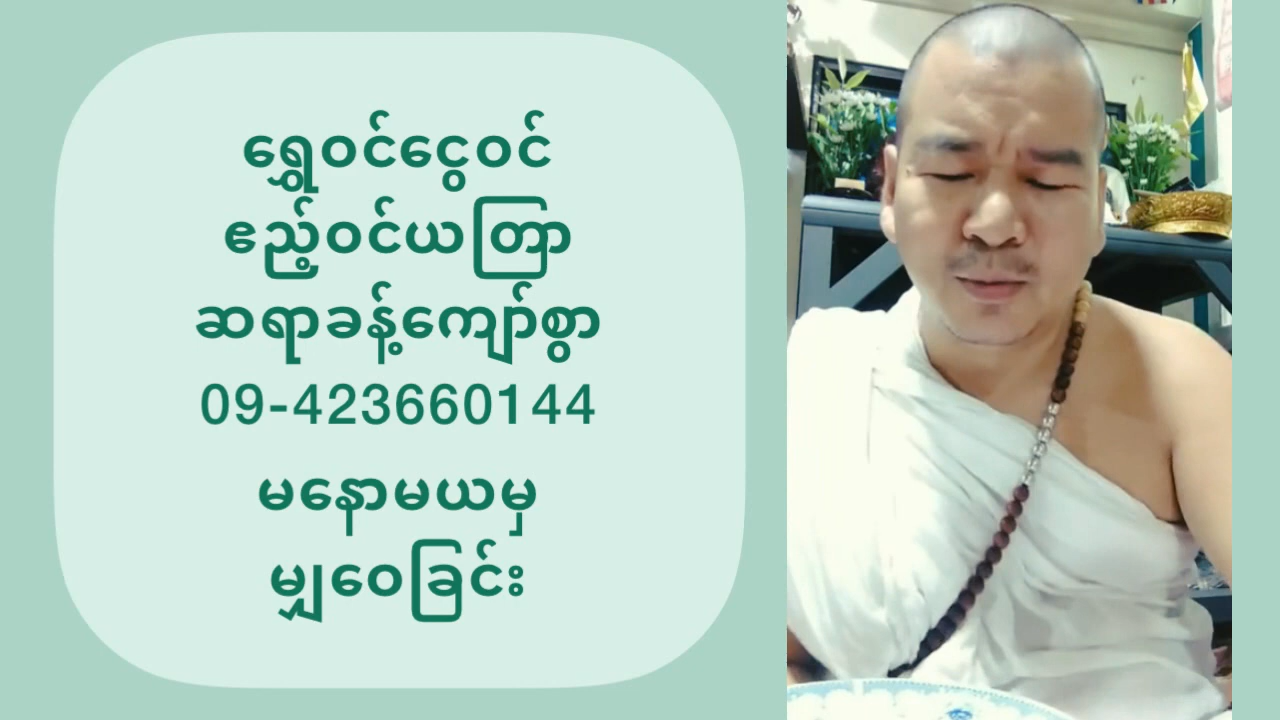 ရွှေဝင်ငွေဝင်
ဧည့်ဝင်ယတြာ
ဆရာခန့်ကျော်စွာ
09-423660144
မနောမယမှ
မျှဝေခြင်း